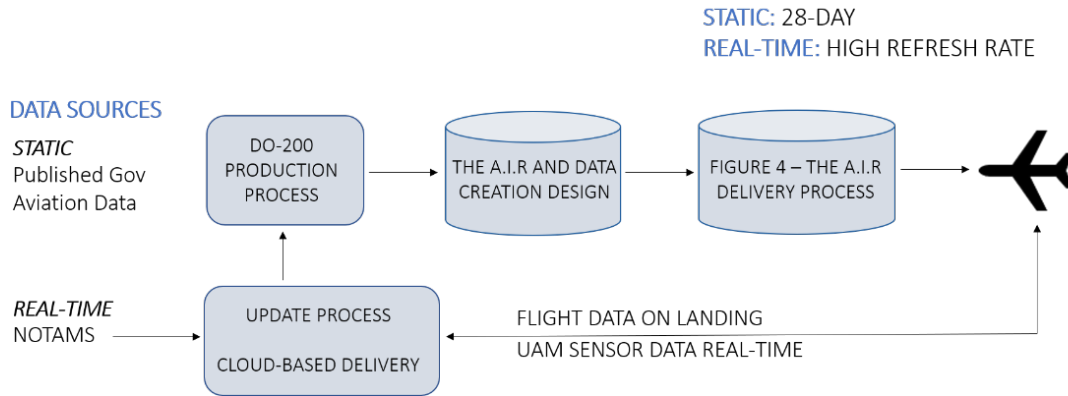 STATIC: 28-DAY
REAL-TIME: HIGH REFRESH RATE
DATA SOURCES
STATIC
Published Gov
Aviation Data
DO-200
PRODUCTION
PROCESS
THE A.I.R AND DATA
CREATION DESIGN
FIGURE 4 – THE A.I.R
DELIVERY PROCESS
REAL-TIME
NOTAMS
UPDATE PROCESS
CLOUD-BASED DELIVERY
FLIGHT DATA ON LANDING
UAM SENSOR DATA REAL-TIME